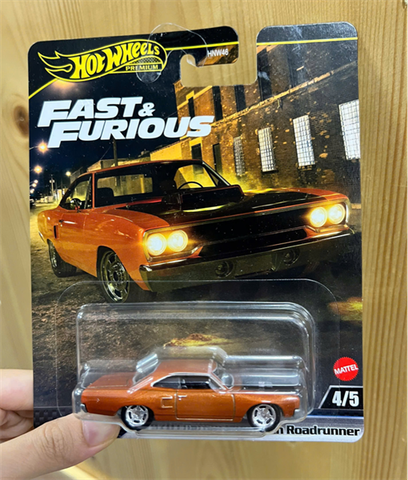 HOT WHEELS
PREMIUM
HNW46
FAST &
FURIOUS
MATTEL
4/5
Roadrunner